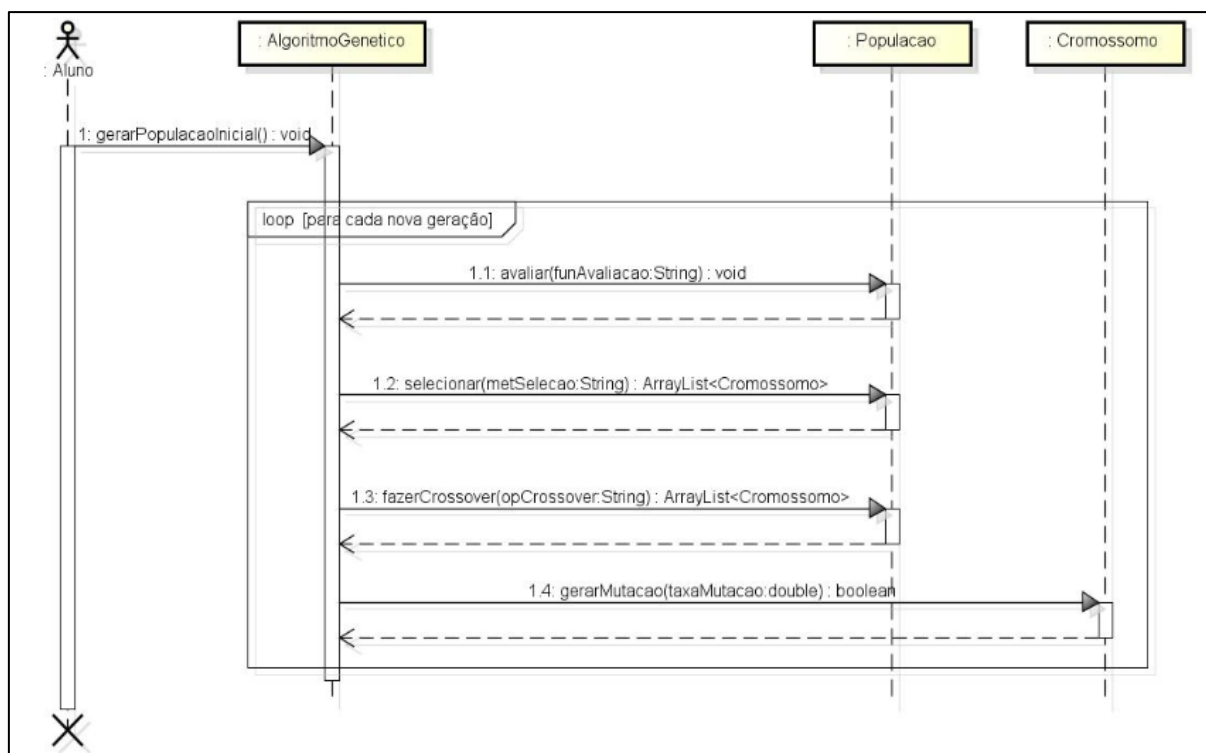 : Aluno
: AlgoritmoGenetico
: Populacao
: Cromossomo
1: gerarPopulacaoInicial() : void
loop [para cada nova geração]
1.1: avaliar(funAvaliacao:String) : void
1.2: selecionar(metSelecao:String) : ArrayList<Cromossomo>
1.3: fazerCrossover(opCrossover:String) : ArrayList<Cromossomo>
1.4: gerarMutacao(taxaMutacao:double) : boolean